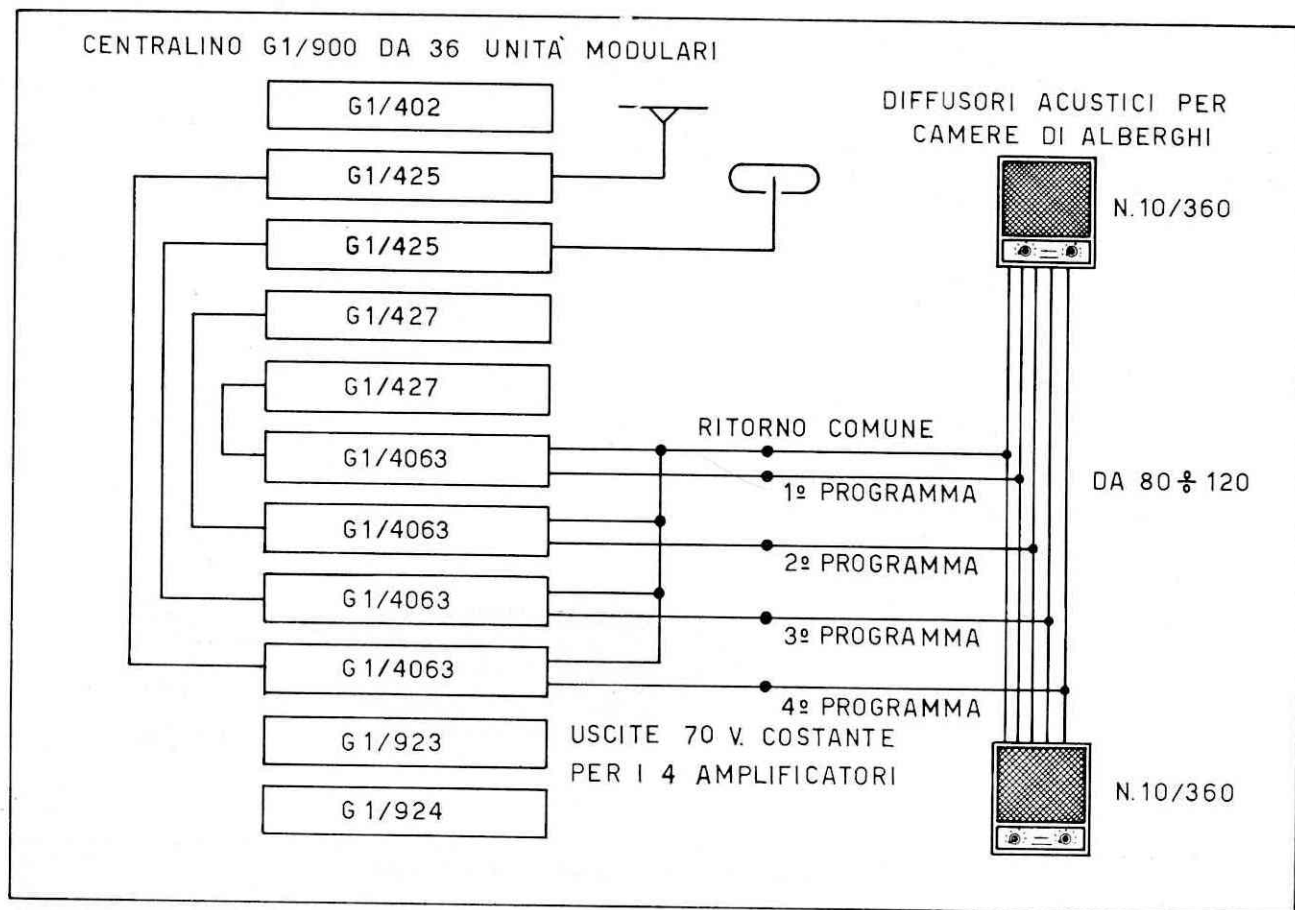 CENTRALINO G1/900 DA 36 UNITÀ MODULARI
G1/402
G1/425
G1/425
G1/427
G1/427
G1/4063
G1/4063
G1/4063
G1/4063
G1/923
G1/924
DIFFUSORI ACUSTICI PER
CAMERE DI ALBERGHI
N.10/360
RITORNO COMUNE
1º PROGRAMMA
2º PROGRAMMA
3º PROGRAMMA
4º PROGRAMMA
DA 80 ÷ 120
USCITE 70 V. COSTANTE
PER I 4 AMPLIFICATORI
N.10/360